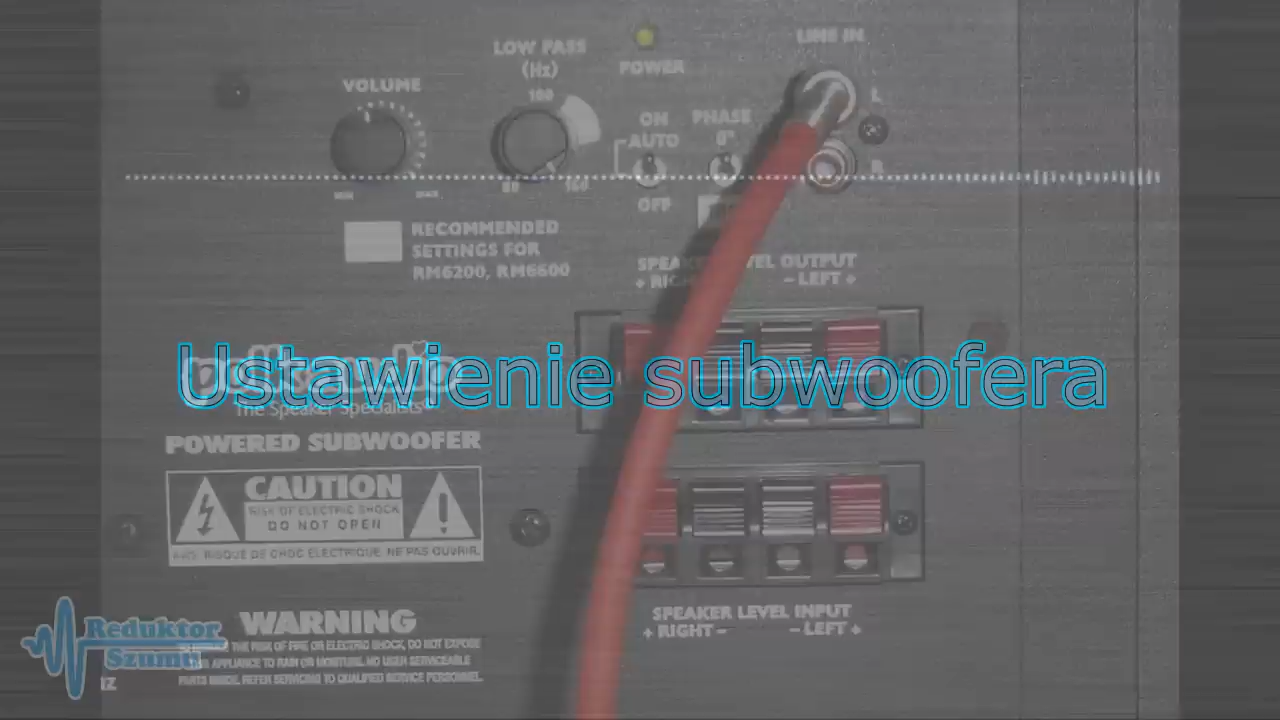 LINE IN
LOW PASS
(Hz)
POWER
VOLUME
100
L
ON
PHASE
AUTO
0°
R
80
160
MIN
MAX
OFF
RECOMMENDED
SETTINGS FOR
RM6200, RM6600
SPEAKER LEVEL OUTPUT
- LEFT +
Ustawienie subwoofera
The Speaker Specialists®
POWERED SUBWOOFER
CAUTION
RISK OF ELECTRIC SHOCK
DO NOT OPEN
AVIS: RISQUE DE CHOC ELECTRIQUE. NE PAS OUVRIR.
SPEAKER LEVEL INPUT
+ RIGHT - - LEFT +
WARNING
Reduktor
Szumu
THE RISK OF FIRE OR ELECTRIC SHOCK, DO NOT EXPOSE
APPLIANCE TO RAIN OR MOISTURE. NO USER SERVICEABLE
PARTS INSIDE. REFER SERVICING TO QUALIFIED SERVICE PERSONNEL.